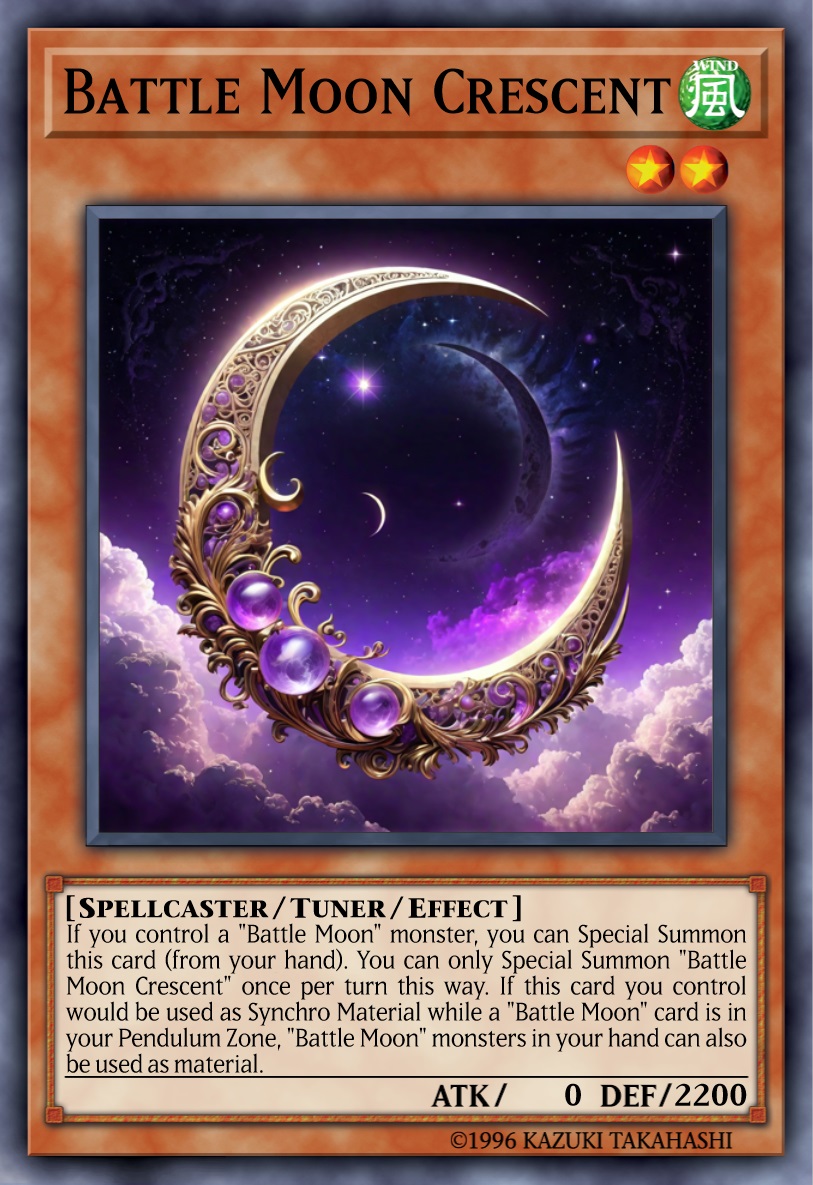 Battle Moon Crescent
WIND
風
[Spellcaster/Tuner/Effect]
If you control a "Battle Moon" monster, you can Special Summon
this card (from your hand). You can only Special Summon "Battle
Moon Crescent" once per turn this way. If this card you control
would be used as Synchro Material while a "Battle Moon" card is in
your Pendulum Zone, "Battle Moon" monsters in your hand can also
be used as material.
ATK/ 0 DEF/2200
©1996 KAZUKI TAKAHASHI